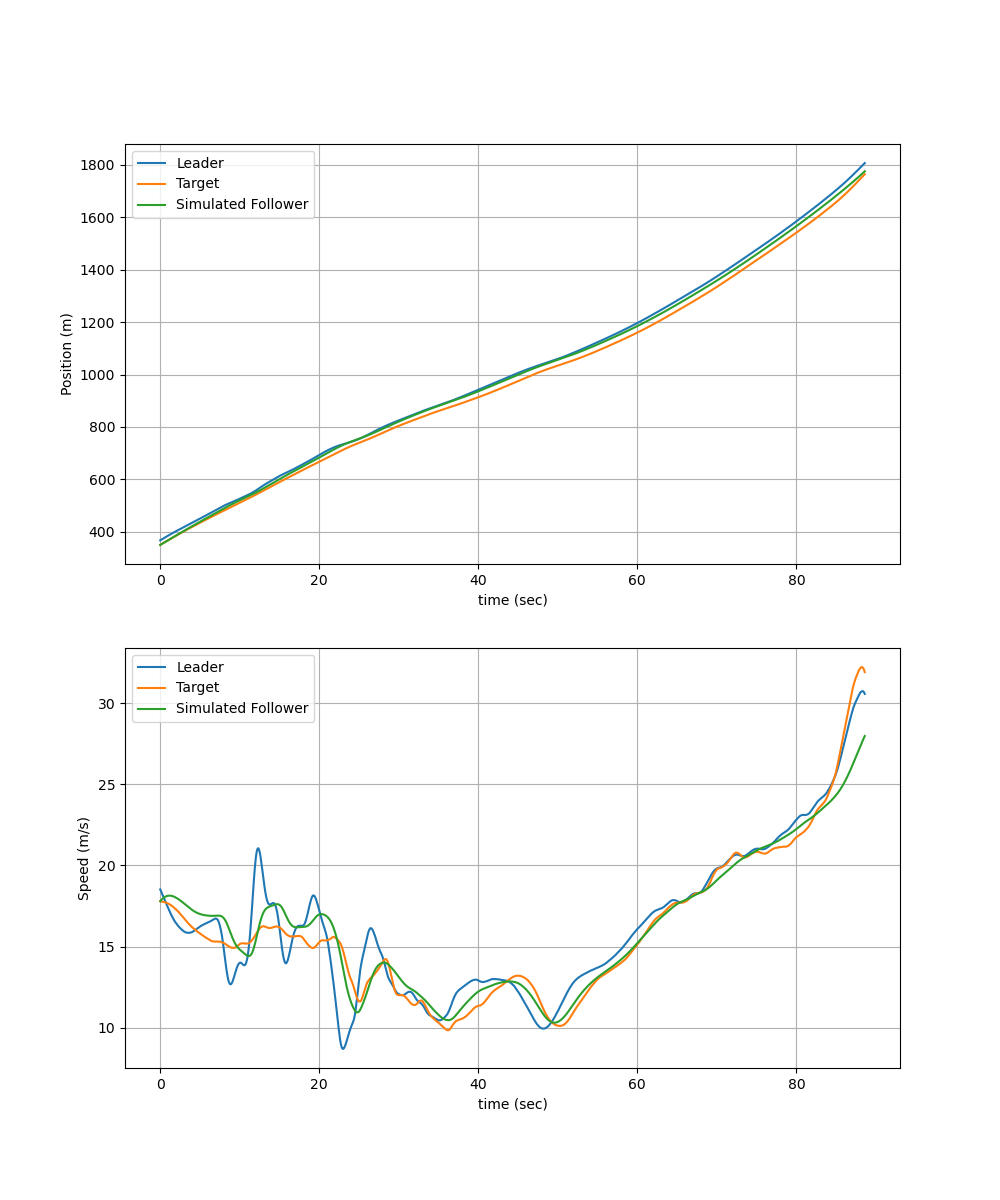 Leader
Target
Simulated Follower
1800
1600
1400
1200
1000
800
600
400
Position (m)
0 20 40 60 80
time (sec)
Leader
Target
Simulated Follower
30
25
20
15
10
Speed (m/s)
0 20 40 60 80
time (sec)